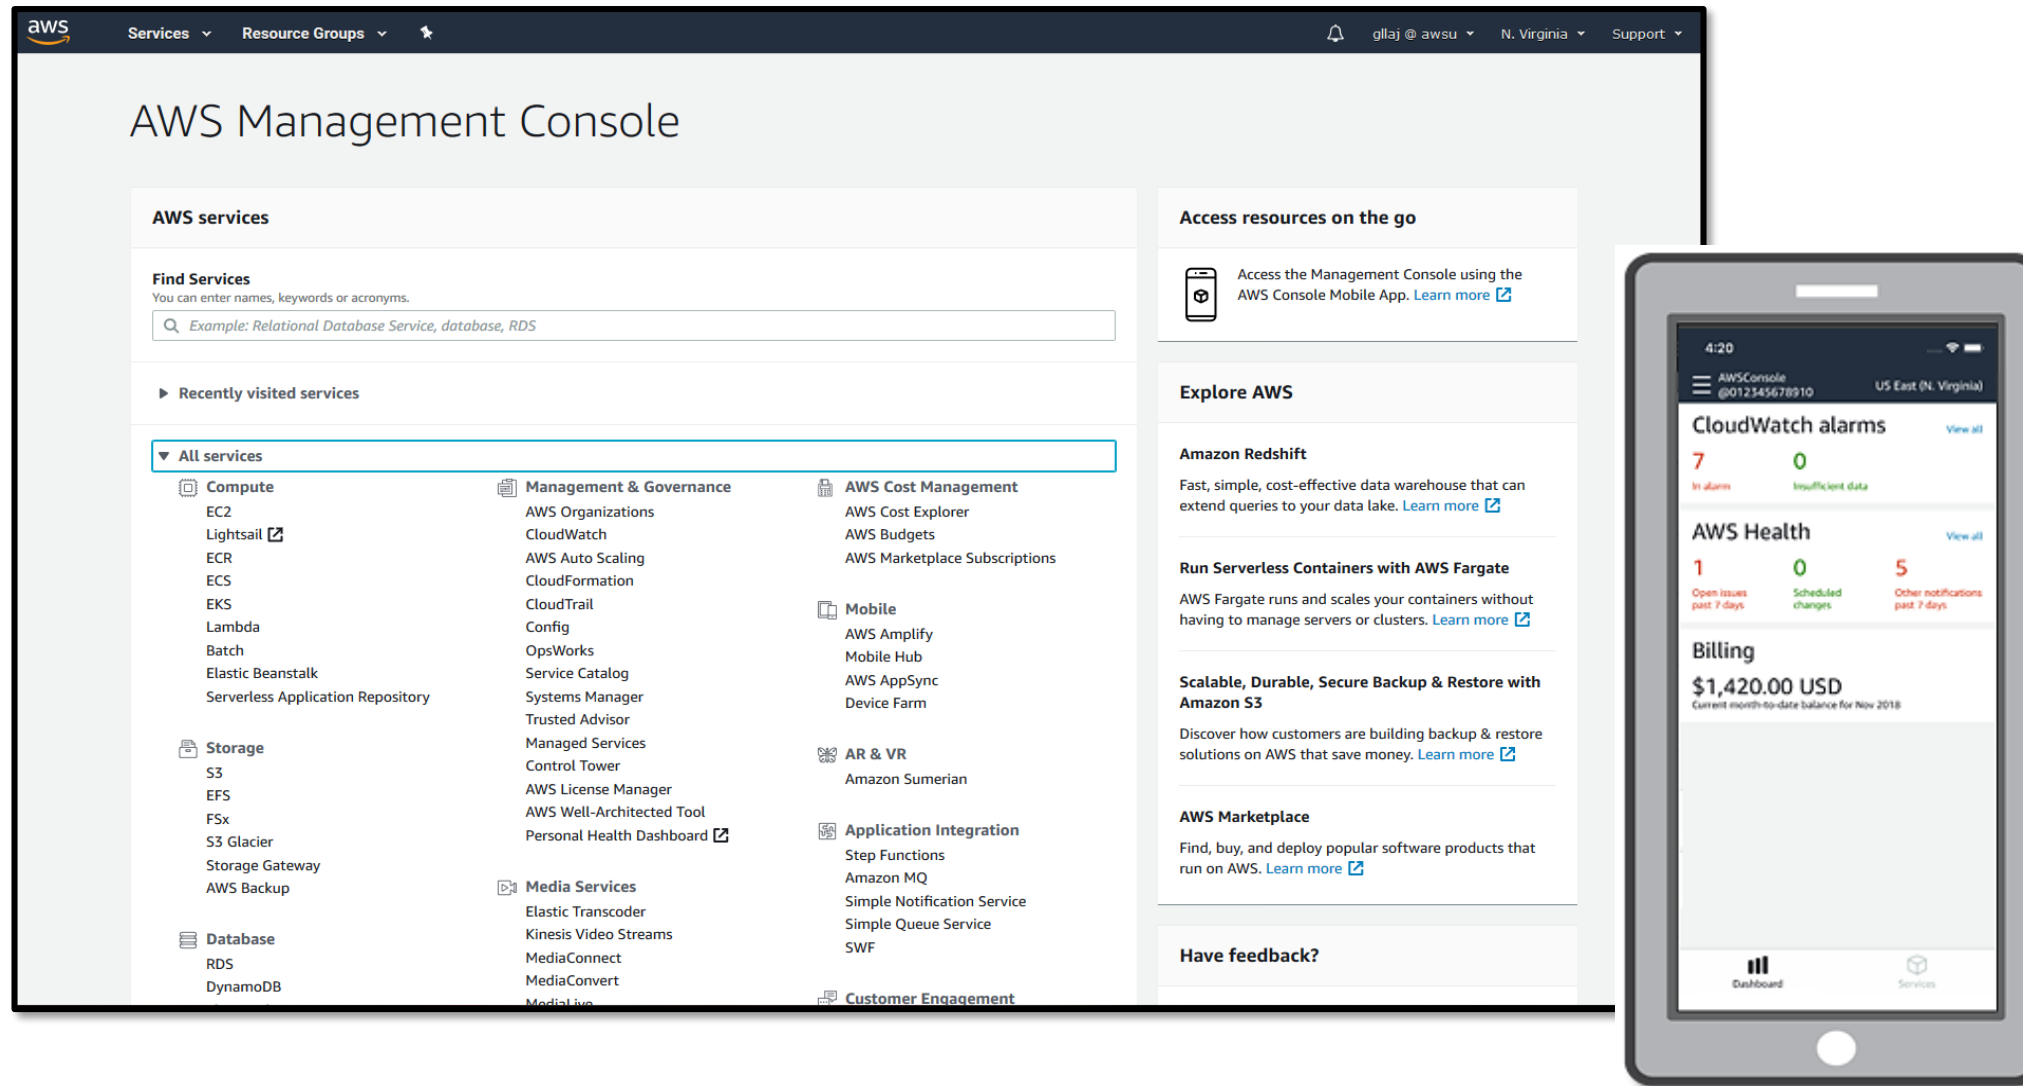 aws
Services
Resource Groups
gllaj @ awsu
N. Virginia
Support
AWS Management Console
AWS services
Find Services
You can enter names, keywords or acronyms.
Example: Relational Database Service, database, RDS
Recently visited services
All services
Compute
EC2
Lightsail
ECR
ECS
EKS
Lambda
Batch
Elastic Beanstalk
Serverless Application Repository
Storage
S3
EFS
FSx
S3 Glacier
Storage Gateway
AWS Backup
Database
RDS
DynamoDB
Management & Governance
AWS Organizations
CloudWatch
AWS Auto Scaling
CloudFormation
CloudTrail
Config
OpsWorks
Service Catalog
Systems Manager
Trusted Advisor
Managed Services
Control Tower
AWS License Manager
AWS Well-Architected Tool
Personal Health Dashboard
Media Services
Elastic Transcoder
Kinesis Video Streams
MediaConnect
MediaConvert
MediaLive
AWS Cost Management
AWS Cost Explorer
AWS Budgets
AWS Marketplace Subscriptions
Mobile
AWS Amplify
Mobile Hub
AWS AppSync
Device Farm
AR & VR
Amazon Sumerian
Application Integration
Step Functions
Amazon MQ
Simple Notification Service
Simple Queue Service
SWF
Customer Engagement
Access resources on the go
Access the Management Console using the
AWS Console Mobile App. Learn more
Explore AWS
Amazon Redshift
Fast, simple, cost-effective data warehouse that can
extend queries to your data lake. Learn more
Run Serverless Containers with AWS Fargate
AWS Fargate runs and scales your containers without
having to manage servers or clusters. Learn more
Scalable, Durable, Secure Backup & Restore with
Amazon S3
Discover how customers are building backup & restore
solutions on AWS that save money. Learn more
AWS Marketplace
Find, buy, and deploy popular software products that
run on AWS. Learn more
Have feedback?
4:20
AWSConsole
@012345678910
US East (N. Virginia)
CloudWatch alarms
View all
7
0
In alarm
Insufficient data
AWS Health
View all
1
0
5
Open issues
past 7 days
Scheduled
changes
Other notifications
past 7 days
Billing
$1,420.00 USD
Current month-to-date balance for Nov 2018
Dashboard
Services